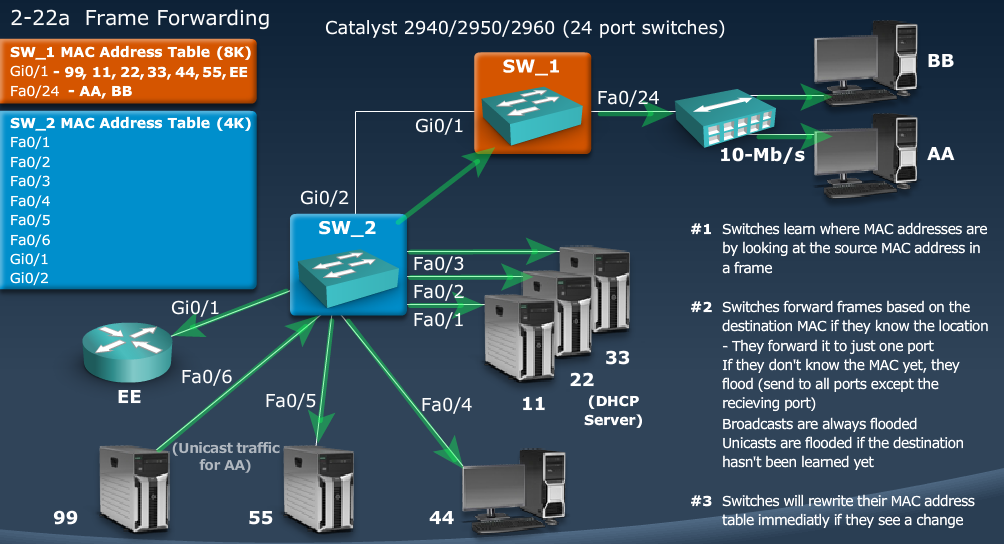 2-22a Frame Forwarding
Catalyst 2940/2950/2960 (24 port switches)
SW_1 MAC Address Table (8K)
Gi0/1 - 99, 11, 22, 33, 44, 55, EE
Fa0/24 - AA, BB
SW_2 MAC Address Table (4K)
Fa0/1
Fa0/2
Fa0/3
Fa0/4
Fa0/5
Fa0/6
Gi0/1
Gi0/2
SW_1
Gi0/1
Fa0/24
10-Mb/s
BB
AA
Gi0/2
SW_2
Fa0/3
Fa0/2
Fa0/1
Gi0/1
EE
Fa0/6
Fa0/5
Fa0/4
33
22
11
(DHCP
Server)
(Unicast traffic
for AA)
99
55
44
#1 Switches learn where MAC addresses are
by looking at the source MAC address in
a frame
#2 Switches forward frames based on the
destination MAC if they know the location
- They forward it to just one port
If they don't know the MAC yet, they
flood (send to all ports except the
recieving port)
Broadcasts are always flooded
Unicasts are flooded if the destination
hasn't been learned yet
#3 Switches will rewrite their MAC address
table immediatly if they see a change